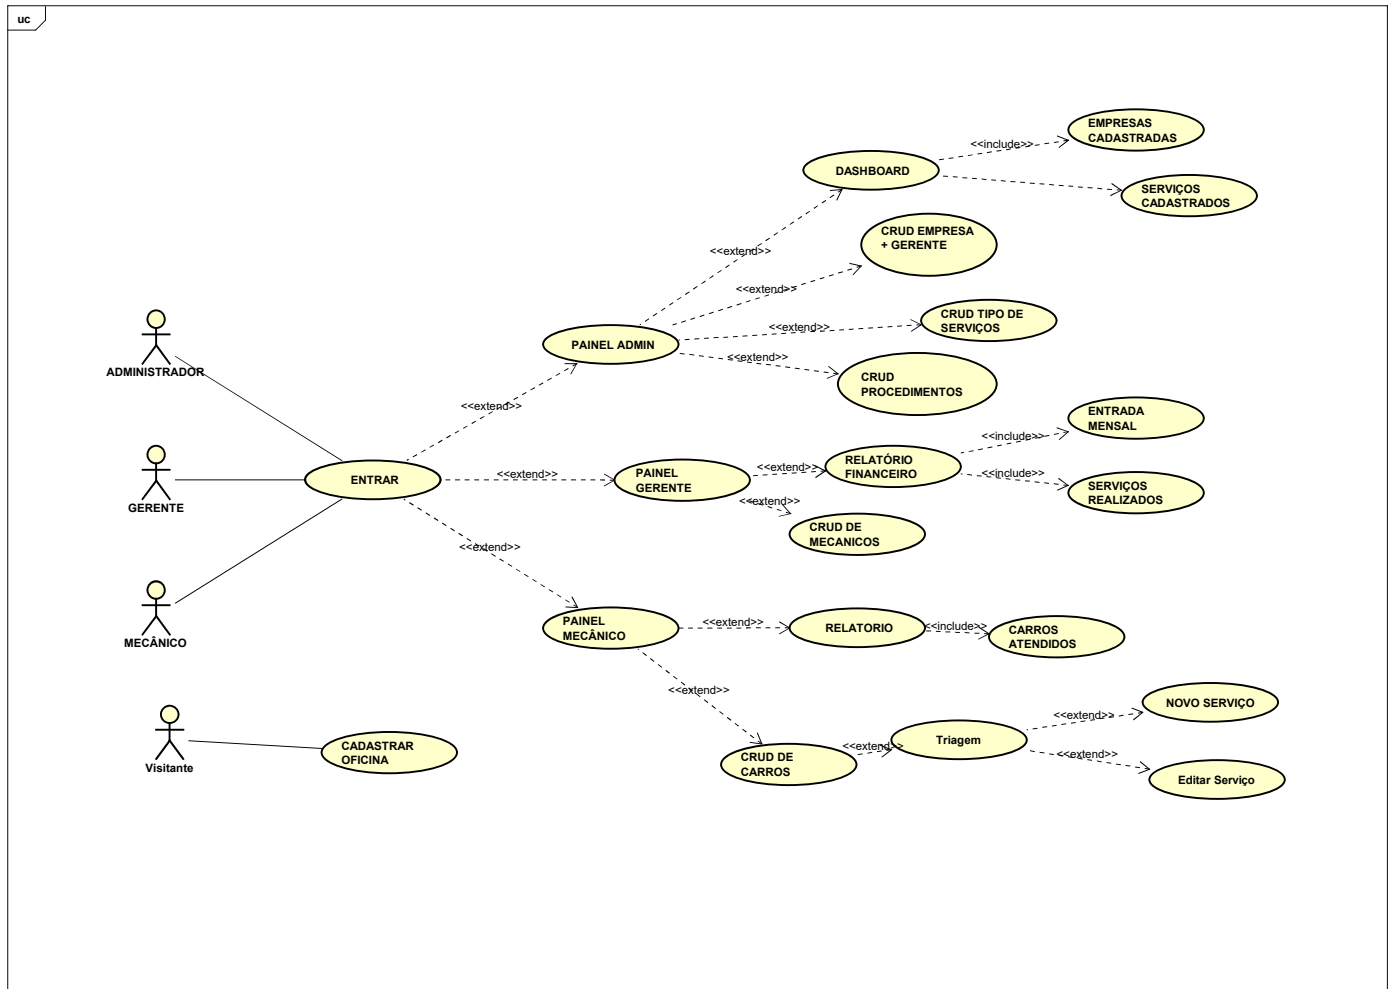 uc
EMPRESAS
CADASTRADAS
<<include>>
DASHBOARD
SERVIÇOS
CADASTRADOS
<<extend>>
CRUD EMPRESA
+ GERENTE
<<extend>>
CRUD TIPO DE
SERVIÇOS
<<extend>>
PAINEL ADMIN
<<extend>>
CRUD
PROCEDIMENTOS
ADMINISTRADOR
<<extend>>
ENTRADA
MENSAL
<<include>>
RELATÓRIO
FINANCEIRO
<<extend>>
PAINEL
GERENTE
<<extend>>
ENTRAR
GERENTE
<<include>>
SERVIÇOS
REALIZADOS
<<extend>>
CRUD DE
MECANICOS
<<extend>>
MECÂNICO
PAINEL
MECÂNICO
<<extend>>
RELATORIO
<<include>>
CARROS
ATENDIDOS
<<extend>>
NOVO SERVIÇO
<<extend>>
Triagem
<<extend>>
CRUD DE
CARROS
<<extend>>
Editar Serviço
Visitante
CADASTRAR
OFICINA